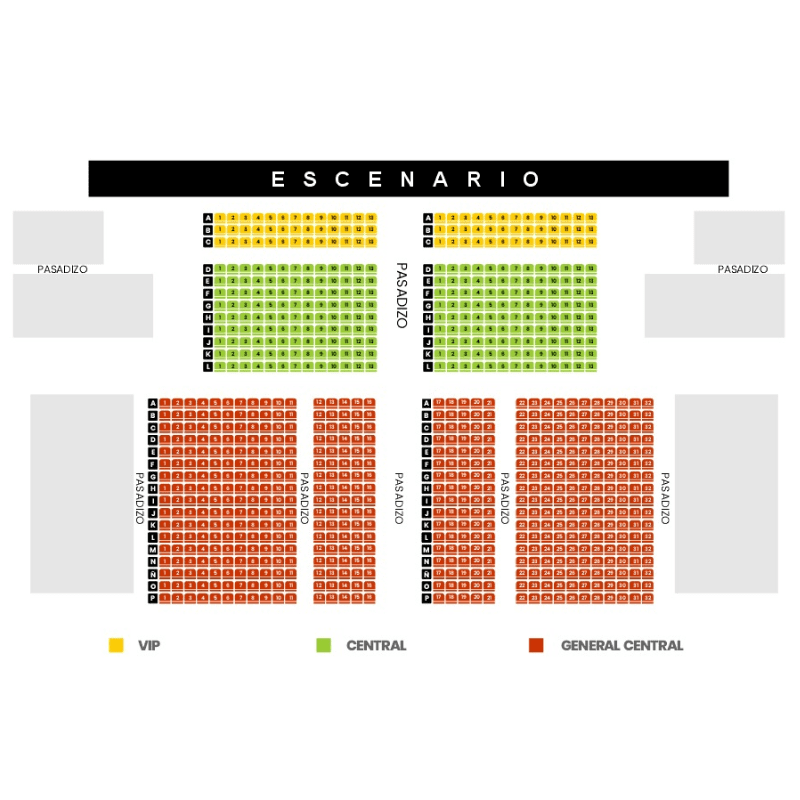 ESCENARIO
A 1 2 3 4 5 6 7 8 9 10 11 12 13 A 1 2 3 4 5 6 7 8 9 10 11 12 13
B 1 2 3 4 5 6 7 8 9 10 11 12 13 B 1 2 3 4 5 6 7 8 9 10 11 12 13
C 1 2 3 4 5 6 7 8 9 10 11 12 13 C 1 2 3 4 5 6 7 8 9 10 11 12 13
PASADIZO
PASADIZO
PASADIZO
D 1 2 3 4 5 6 7 8 9 10 11 12 13 D 1 2 3 4 5 6 7 8 9 10 11 12 13
E 1 2 3 4 5 6 7 8 9 10 11 12 13 E 1 2 3 4 5 6 7 8 9 10 11 12 13
F 1 2 3 4 5 6 7 8 9 10 11 12 13 F 1 2 3 4 5 6 7 8 9 10 11 12 13
G 1 2 3 4 5 6 7 8 9 10 11 12 13 G 1 2 3 4 5 6 7 8 9 10 11 12 13
H 1 2 3 4 5 6 7 8 9 10 11 12 13 H 1 2 3 4 5 6 7 8 9 10 11 12 13
I 1 2 3 4 5 6 7 8 9 10 11 12 13 I 1 2 3 4 5 6 7 8 9 10 11 12 13
J 1 2 3 4 5 6 7 8 9 10 11 12 13 J 1 2 3 4 5 6 7 8 9 10 11 12 13
K 1 2 3 4 5 6 7 8 9 10 11 12 13 K 1 2 3 4 5 6 7 8 9 10 11 12 13
L 1 2 3 4 5 6 7 8 9 10 11 12 13 L 1 2 3 4 5 6 7 8 9 10 11 12 13
A 1 2 3 4 5 6 7 8 9 10 11 12 13 14 15 16 A 17 18 19 20 21 22 23 24 25 26 27 28 29 30 31 32
B 1 2 3 4 5 6 7 8 9 10 11 12 13 14 15 16 B 17 18 19 20 21 22 23 24 25 26 27 28 29 30 31 32
C 1 2 3 4 5 6 7 8 9 10 11 12 13 14 15 16 C 17 18 19 20 21 22 23 24 25 26 27 28 29 30 31 32
D 1 2 3 4 5 6 7 8 9 10 11 12 13 14 15 16 D 17 18 19 20 21 22 23 24 25 26 27 28 29 30 31 32
E 1 2 3 4 5 6 7 8 9 10 11 12 13 14 15 16 E 17 18 19 20 21 22 23 24 25 26 27 28 29 30 31 32
F 1 2 3 4 5 6 7 8 9 10 11 12 13 14 15 16 F 17 18 19 20 21 22 23 24 25 26 27 28 29 30 31 32
G 1 2 3 4 5 6 7 8 9 10 11 12 13 14 15 16 G 17 18 19 20 21 22 23 24 25 26 27 28 29 30 31 32
H 1 2 3 4 5 6 7 8 9 10 11 12 13 14 15 16 H 17 18 19 20 21 22 23 24 25 26 27 28 29 30 31 32
I 1 2 3 4 5 6 7 8 9 10 11 12 13 14 15 16 I 17 18 19 20 21 22 23 24 25 26 27 28 29 30 31 32
J 1 2 3 4 5 6 7 8 9 10 11 12 13 14 15 16 J 17 18 19 20 21 22 23 24 25 26 27 28 29 30 31 32
K 1 2 3 4 5 6 7 8 9 10 11 12 13 14 15 16 K 17 18 19 20 21 22 23 24 25 26 27 28 29 30 31 32
L 1 2 3 4 5 6 7 8 9 10 11 12 13 14 15 16 L 17 18 19 20 21 22 23 24 25 26 27 28 29 30 31 32
M 1 2 3 4 5 6 7 8 9 10 11 12 13 14 15 16 M 17 18 19 20 21 22 23 24 25 26 27 28 29 30 31 32
N 1 2 3 4 5 6 7 8 9 10 11 12 13 14 15 16 N 17 18 19 20 21 22 23 24 25 26 27 28 29 30 31 32
Ñ 1 2 3 4 5 6 7 8 9 10 11 12 13 14 15 16 Ñ 17 18 19 20 21 22 23 24 25 26 27 28 29 30 31 32
O 1 2 3 4 5 6 7 8 9 10 11 12 13 14 15 16 O 17 18 19 20 21 22 23 24 25 26 27 28 29 30 31 32
P 1 2 3 4 5 6 7 8 9 10 11 12 13 14 15 16 P 17 18 19 20 21 22 23 24 25 26 27 28 29 30 31 32
PASADIZO
PASADIZO
PASADIZO
PASADIZO
PASADIZO
VIP
CENTRAL
GENERAL CENTRAL